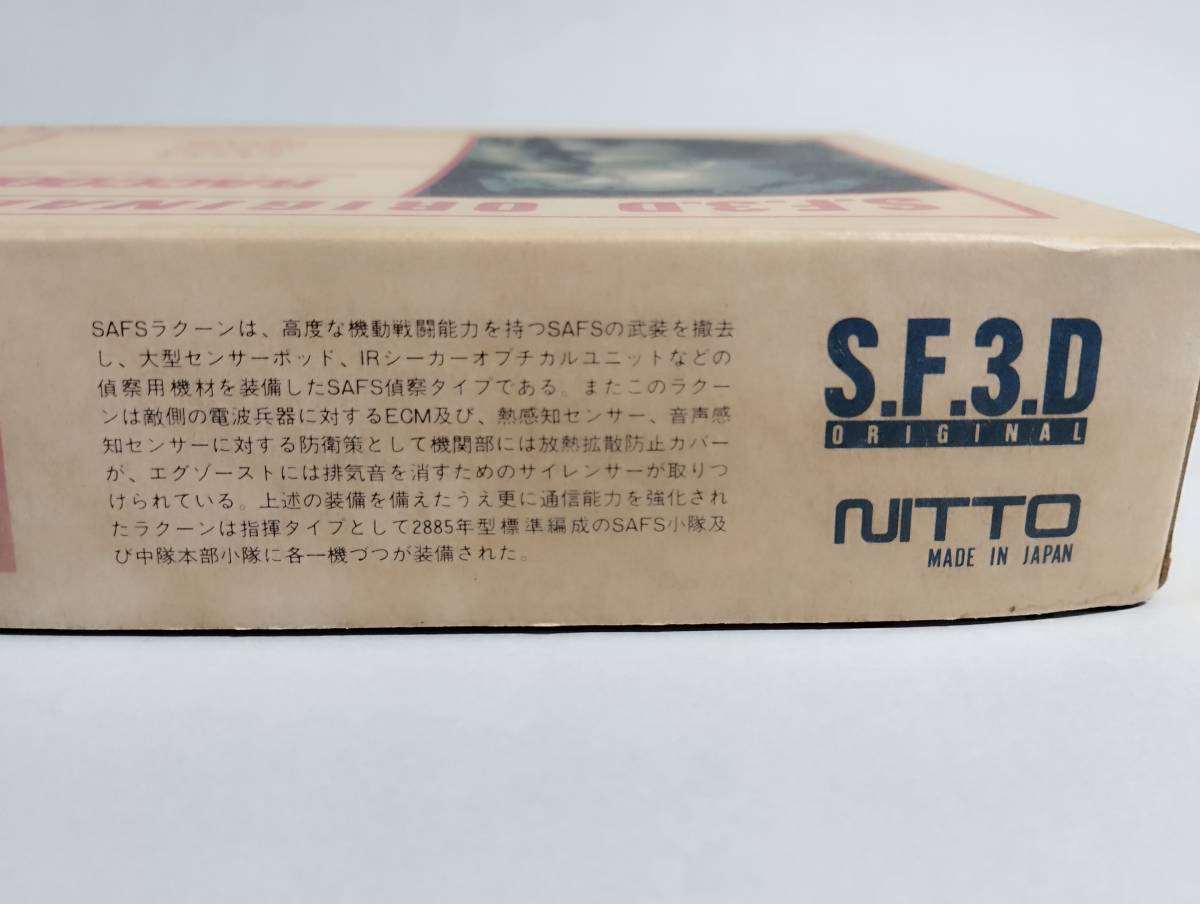 S.F.3.D ORIGINAL
SAFSラクーンは、高度な機動戦闘能力を持つSAFSの武装を撤去
し、大型センサーポッド、IRシーカーオプチカルユニットなどの
偵察用機材を装備したSAFS偵察タイプである。またこのラクー
ンは敵側の電波兵器に対するECM及び、熱感知センサー、音声感
知センサーに対する防衛策として機関部には放熱拡散防止カバー
が、エグゾーストには排気音を消すためのサイレンサーが取りつ
けられている。上述の装備を備えたうえ更に通信能力を強化され
たラクーンは指揮タイプとして2885年型標準編成のSAFS小隊及
び中隊本部小隊に各一機づつが装備された。
S.F.3.D
ORIGINAL
NITTO
MADE IN JAPAN